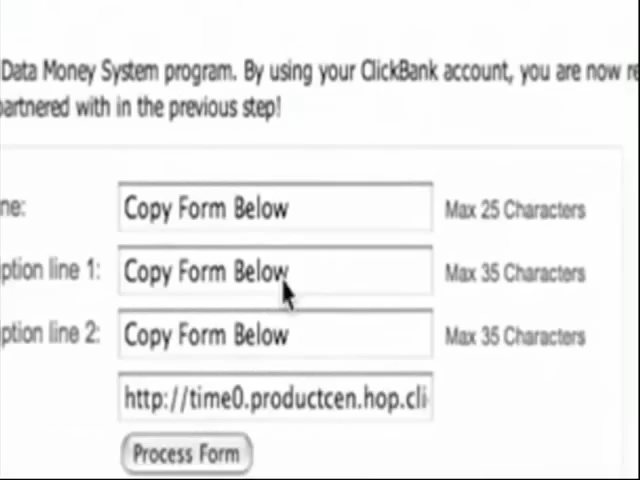 Data Money System program. By using your ClickBank account, you are now re
partnered with in the previous step!
ne: Copy Form Below Max 25 Characters
ption line 1: Copy Form Below Max 35 Characters
ption line 2: Copy Form Below Max 35 Characters
http://time0.productcen.hop.cli
Process Form